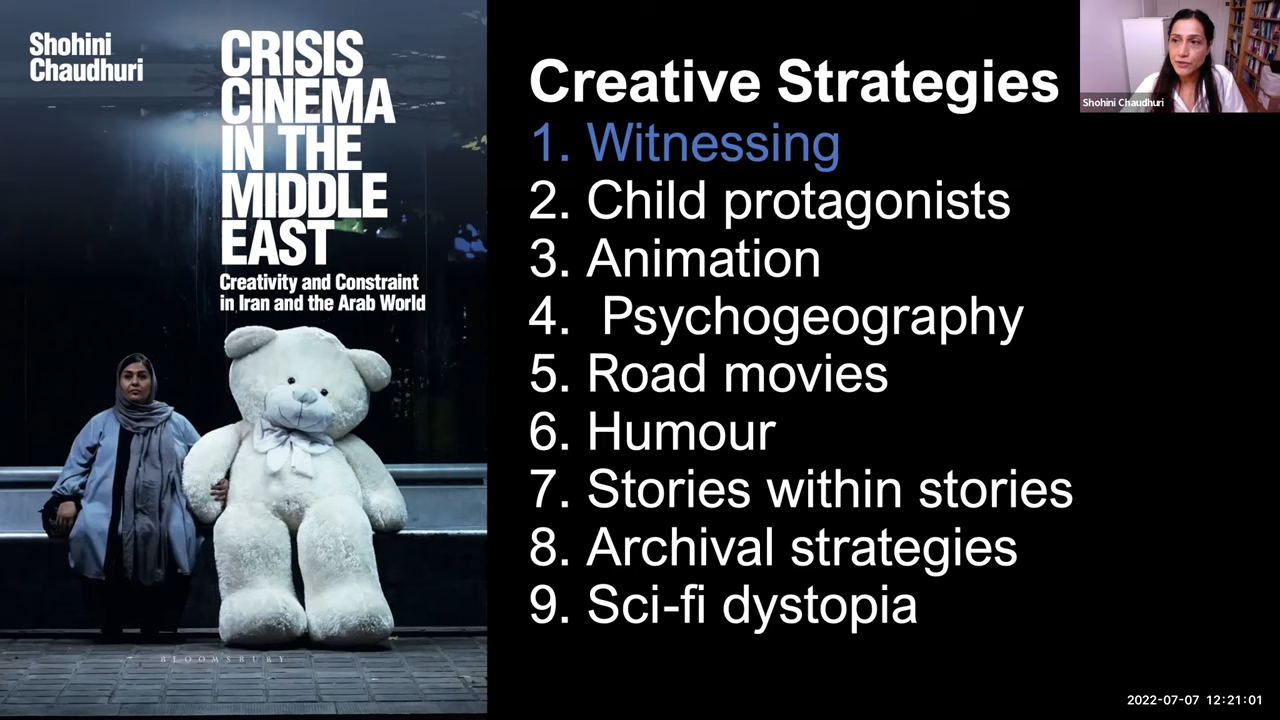 Shohini
Chaudhuri
CRISIS
CINEMA
IN THE
MIDDLE
EAST
Creativity and Constraint
in Iran and the Arab World
BLOOMSBURY
Creative Strategies
1. Witnessing
2. Child protagonists
3. Animation
4. Psychogeography
5. Road movies
6. Humour
7. Stories within stories
8. Archival strategies
9. Sci-fi dystopia
Shohini Chaudhuri
2022-07-07 12:21:01